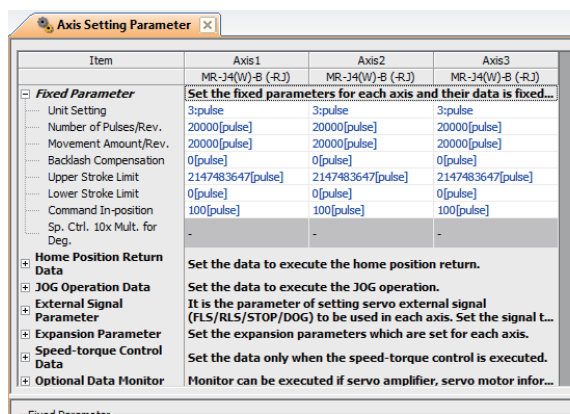 Axis Setting Parameter
Item Axis1 Axis2 Axis3
MR-J4(W)-B (-RJ) MR-J4(W)-B (-RJ) MR-J4(W)-B (-RJ)
Fixed Parameter Set the fixed parameters for each axis and their data is fixed...
Unit Setting 3:pulse 3:pulse 3:pulse
Number of Pulses/Rev. 20000[pulse] 20000[pulse] 20000[pulse]
Movement Amount/Rev. 20000[pulse] 20000[pulse] 20000[pulse]
Backlash Compensation 0[pulse] 0[pulse] 0[pulse]
Upper Stroke Limit 2147483647[pulse] 2147483647[pulse] 2147483647[pulse]
Lower Stroke Limit 0[pulse] 0[pulse] 0[pulse]
Command In-position 100[pulse] 100[pulse] 100[pulse]
Sp. Ctrl. 10x Mult. for
Deg. - - -
Home Position Return
Data
Set the data to execute the home position return.
JOG Operation Data Set the data to execute the JOG operation.
External Signal
Parameter
It is the parameter of setting servo external signal
(FLS/RLS/STOP/DOG) to be used in each axis. Set the signal t...
Expansion Parameter Set the expansion parameters which are set for each axis.
Speed-torque Control
Data
Set the data only when the speed-torque control is executed.
Optional Data Monitor Monitor can be executed if servo amplifier, servo motor infor...
Fixed Parameter